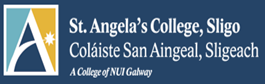 St. Angela's College, Sligo
Coláiste San Aingeal, Sligeach
A College of NUI Galway